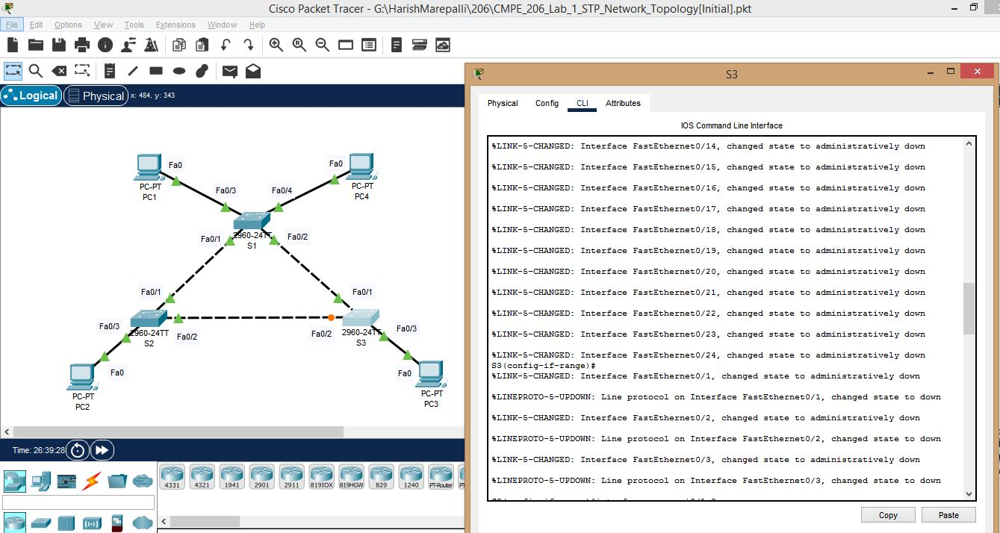 Cisco Packet Tracer - G:\HarishMarepalli\206\CMPE_206_Lab_1_STP_Network_Topology[Initial].pkt
File Edit Options View Tools Extensions Window Help
Logical Physical x: 484, y: 343
Fa0
PC-PT
PC1
Fa0
PC-PT
PC4
Fa0/3
Fa0/4
2960-24TT
S1
Fa0/1
Fa0/2
Fa0/1
Fa0/1
Fa0/3
2960-24TT
S2
Fa0/2
Fa0/2
2960-24TT
S3
Fa0/3
Fa0
PC-PT
PC2
Fa0
PC-PT
PC3
Time: 26:39:28
4331 4321 1941 2901 2911 819IOX 819HGW 829 1240 PT-Router
S3
Physical Config CLI Attributes
IOS Command Line Interface
%LINK-5-CHANGED: Interface FastEthernet0/14, changed state to administratively down
%LINK-5-CHANGED: Interface FastEthernet0/15, changed state to administratively down
%LINK-5-CHANGED: Interface FastEthernet0/16, changed state to administratively down
%LINK-5-CHANGED: Interface FastEthernet0/17, changed state to administratively down
%LINK-5-CHANGED: Interface FastEthernet0/18, changed state to administratively down
%LINK-5-CHANGED: Interface FastEthernet0/19, changed state to administratively down
%LINK-5-CHANGED: Interface FastEthernet0/20, changed state to administratively down
%LINK-5-CHANGED: Interface FastEthernet0/21, changed state to administratively down
%LINK-5-CHANGED: Interface FastEthernet0/22, changed state to administratively down
%LINK-5-CHANGED: Interface FastEthernet0/23, changed state to administratively down
%LINK-5-CHANGED: Interface FastEthernet0/24, changed state to administratively down
S3(config-if-range)#
%LINK-5-CHANGED: Interface FastEthernet0/1, changed state to administratively down
%LINEPROTO-5-UPDOWN: Line protocol on Interface FastEthernet0/1, changed state to down
%LINK-5-CHANGED: Interface FastEthernet0/2, changed state to administratively down
%LINEPROTO-5-UPDOWN: Line protocol on Interface FastEthernet0/2, changed state to down
%LINK-5-CHANGED: Interface FastEthernet0/3, changed state to administratively down
%LINEPROTO-5-UPDOWN: Line protocol on Interface FastEthernet0/3, changed state to down
Copy Paste